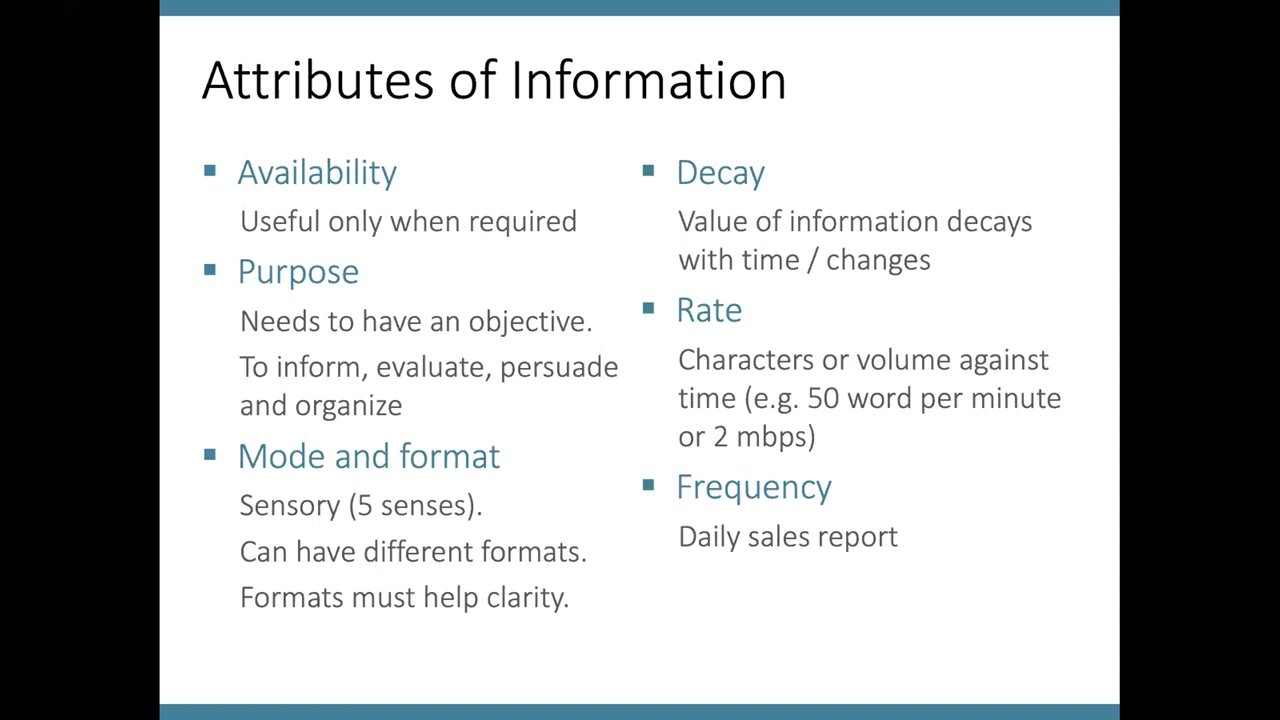 Attributes of Information
Availability
Useful only when required
Purpose
Needs to have an objective.
To inform, evaluate, persuade
and organize
Mode and format
Sensory (5 senses).
Can have different formats.
Formats must help clarity.
Decay
Value of information decays
with time / changes
Rate
Characters or volume against
time (e.g. 50 word per minute
or 2 mbps)
Frequency
Daily sales report